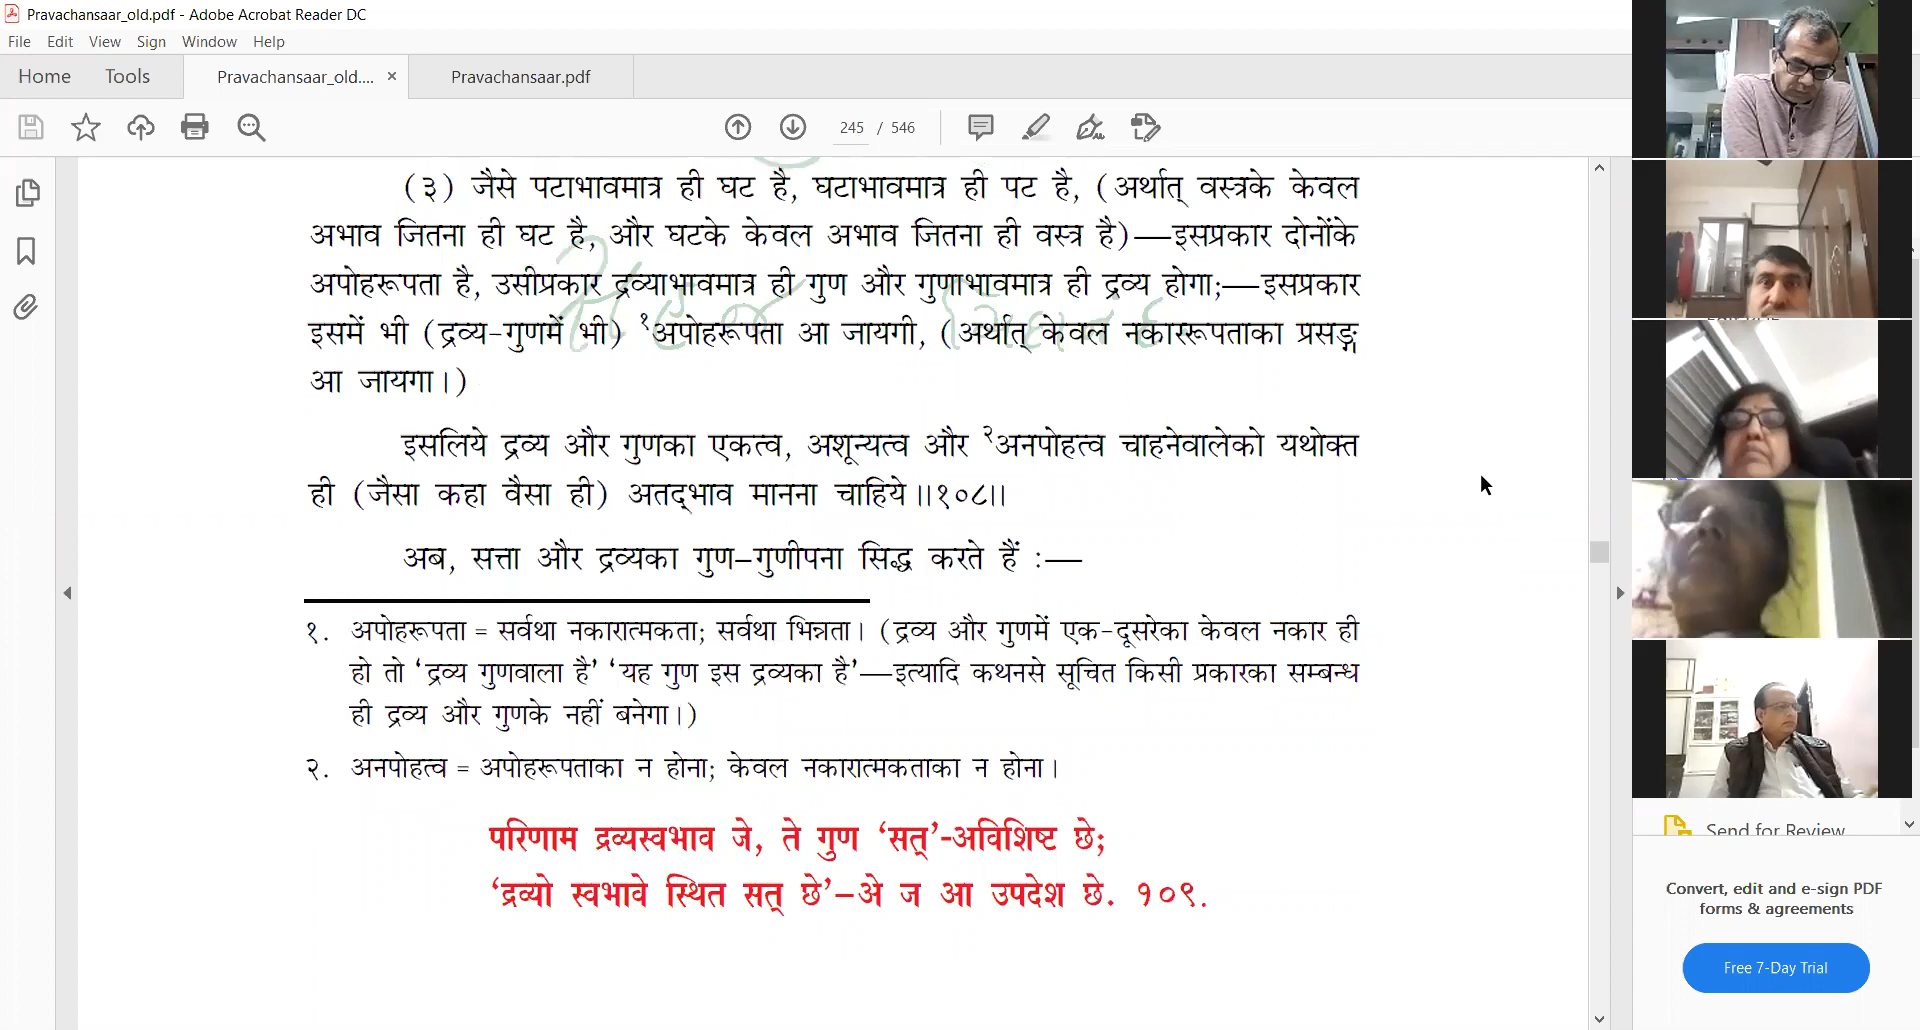 Pravachansaar_old.pdf - Adobe Acrobat Reader DC
File Edit View Sign Window Help
Home Tools Pravachansaar_old.... × Pravachansaar.pdf
245 / 546
(३) जैसे पटाभावमात्र ही घट है, घटाभावमात्र ही पट है, (अर्थात् वस्त्रके केवल
अभाव जितना ही घट है, और घटके केवल अभाव जितना ही वस्त्र है)—इसप्रकार दोनोंके
अपोहरूपता है, उसीप्रकार द्रव्याभावमात्र ही गुण और गुणाभावमात्र ही द्रव्य होगा;—इसप्रकार
इसमें भी (द्रव्य-गुणमें भी) १अपोहरूपता आ जायगी, (अर्थात् केवल नकाररूपताका प्रसङ्ग
आ जायगा।)
इसलिये द्रव्य और गुणका एकत्व, अशून्यत्व और २अनपोहत्व चाहनेवालेको यथोक्त
ही (जैसा कहा वैसा ही) अतद्भाव मानना चाहिये॥१०८॥
अब, सत्ता और द्रव्यका गुण-गुणीपना सिद्ध करते हैं :—
१. अपोहरूपता = सर्वथा नकारात्मकता; सर्वथा भिन्नता। (द्रव्य और गुणमें एक-दूसरेका केवल नकार ही
हो तो ‘द्रव्य गुणवाला है’ ‘यह गुण इस द्रव्यका है’—इत्यादि कथनसे सूचित किसी प्रकारका सम्बन्ध
ही द्रव्य और गुणके नहीं बनेगा।)
२. अनपोहत्व = अपोहरूपताका न होना; केवल नकारात्मकताका न होना।
परिणाम द्रव्यस्वभाव जे, ते गुण ‘सत्’-अविशिष्ट छे;
‘द्रव्यो स्वभावे स्थित सत् छे’-अे ज आ उपदेश छे. १०९.
Send for Review
Convert, edit and e-sign PDF
forms & agreements
Free 7-Day Trial